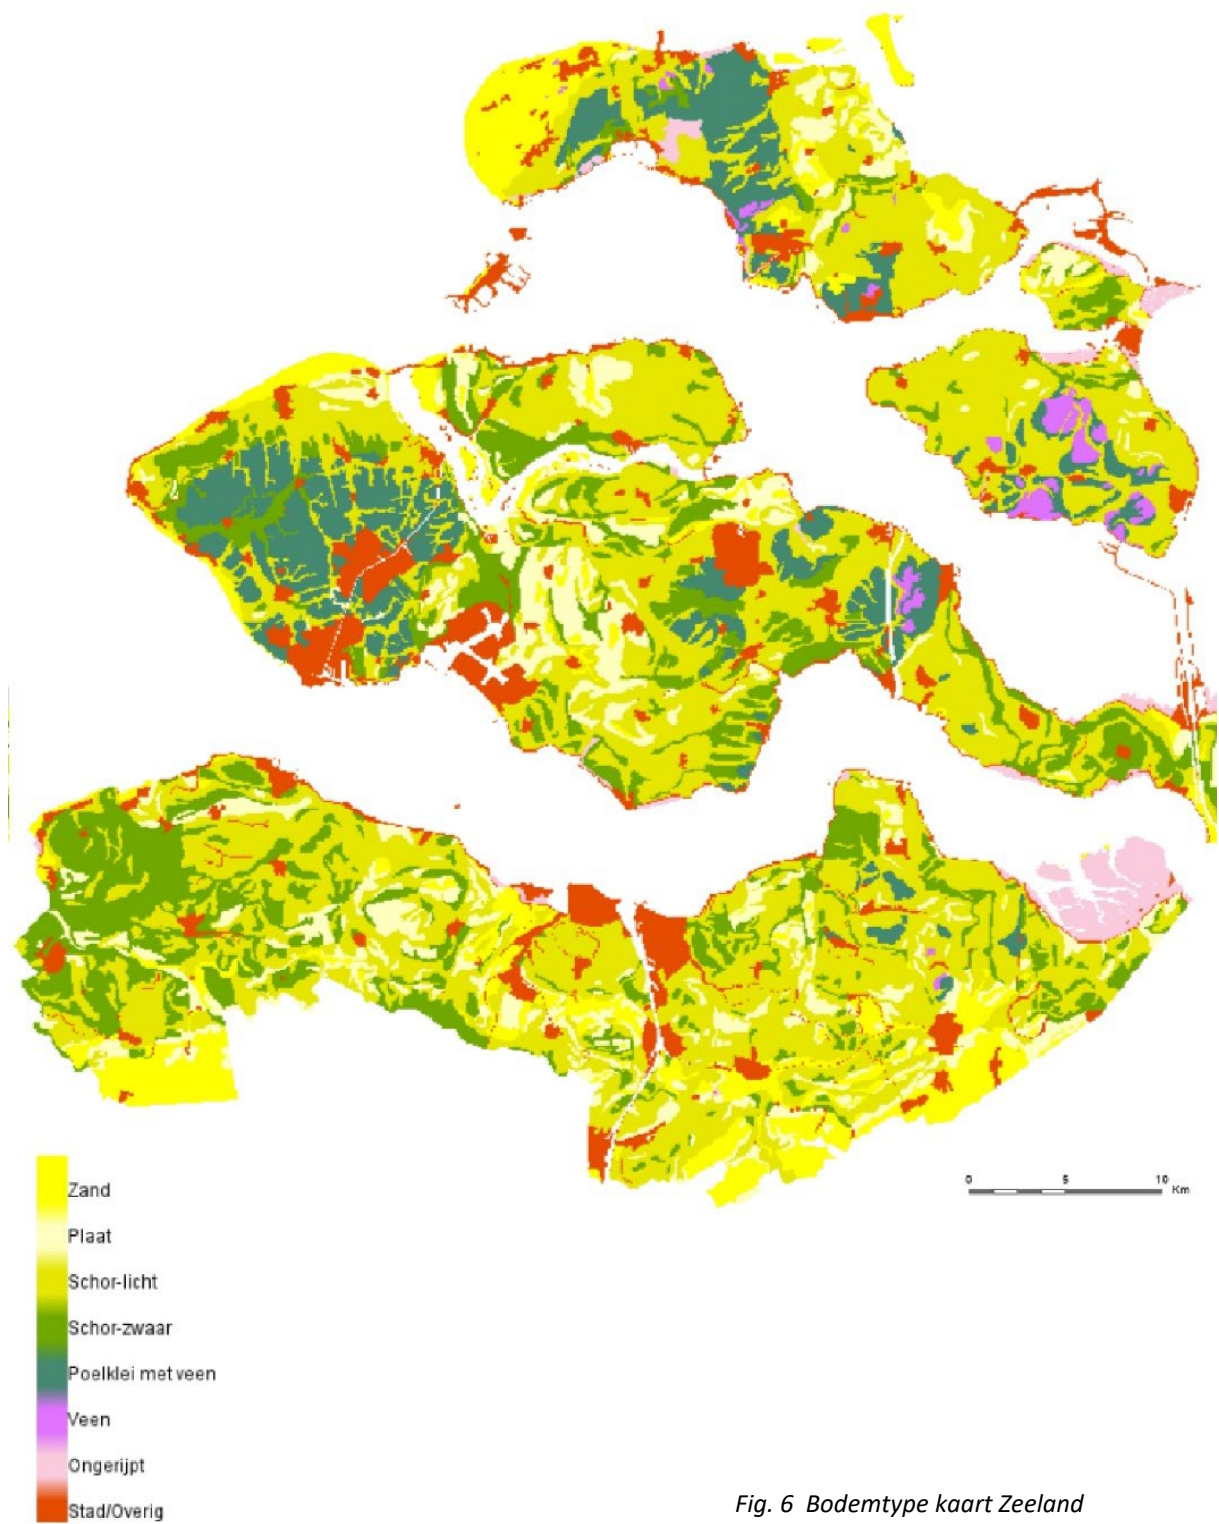 0 5 10
Km
Zand
Plaat
Schor-licht
Schor-zwaar
Poelklei met veen
Veen
Ongerijpt
Stad/Overig
Fig. 6 Bodemtype kaart Zeeland